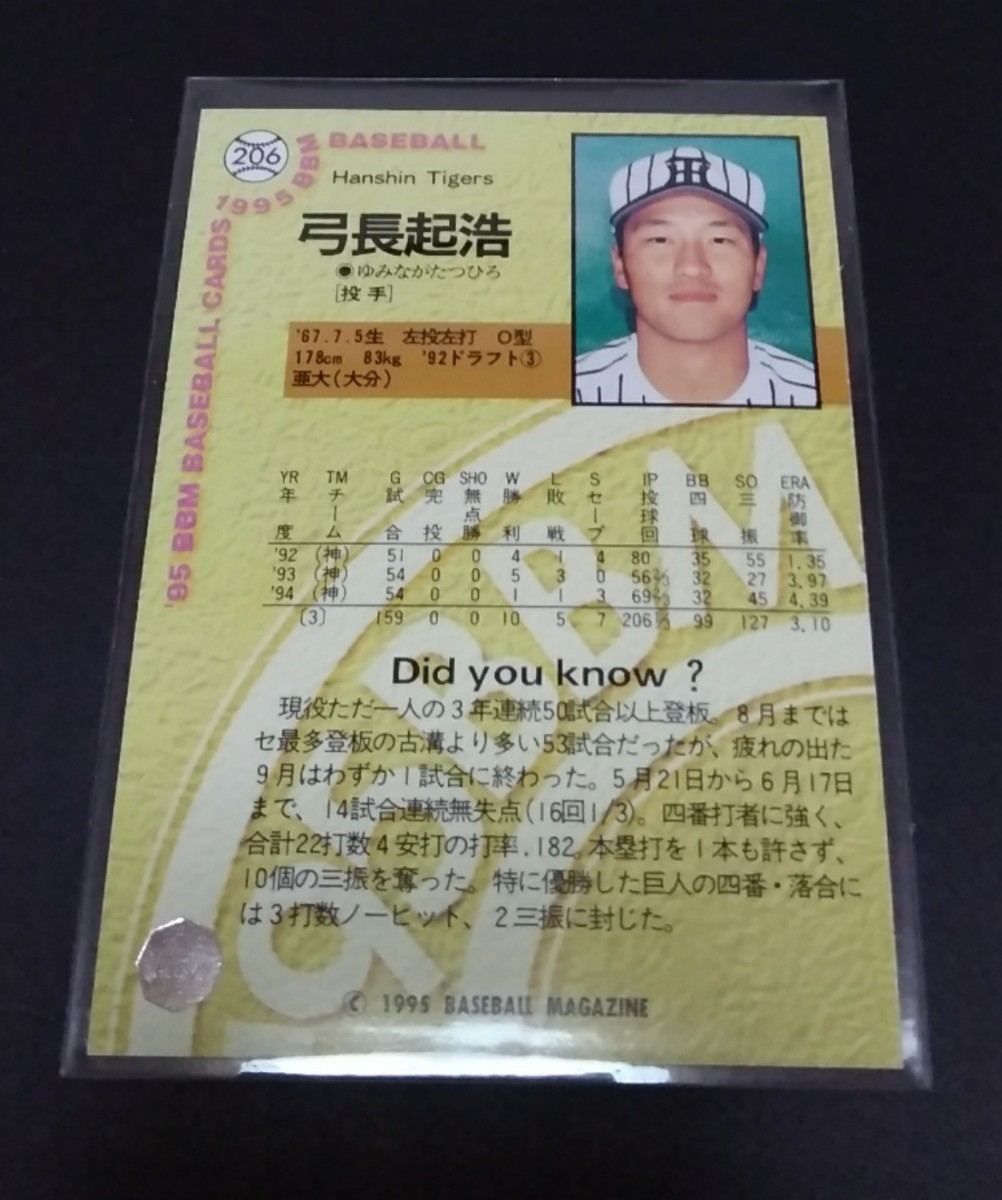 206
'95 BBM BASEBALL CARDS 1995 BBM BASEBALL
Hanshin Tigers
弓長起浩
●ゆみながたつひろ
[投手]
'67.7.5生 左投左打 O型
178cm 83kg '92ドラフト③
亜大(大分)
YR TM G CG SHO W L S IP BB SO ERA
年度 チーム 試合 完投 無点勝 勝利 敗戦 セーブ 投球回 四球 三振 防御率
'92 (神) 51 0 0 4 1 4 80 35 55 1.35
'93 (神) 54 0 0 5 3 0 56 2/3 32 27 3.97
'94 (神) 54 0 0 1 1 3 69 2/3 32 45 4.39
[3] 159 0 0 10 5 7 206 1/3 99 127 3.10
Did you know ?
現役ただ一人の3年連続50試合以上登板。8月までは
セ最多登板の古溝より多い53試合だったが、疲れの出た
9月はわずか1試合に終わった。5月21日から6月17日
まで、14試合連続無失点(16回1/3)。四番打者に強く、
合計22打数4安打の打率.182。本塁打を1本も許さず、
10個の三振を奪った。特に優勝した巨人の四番・落合に
は3打数ノーヒット、2三振に封じた。
© 1995 BASEBALL MAGAZINE